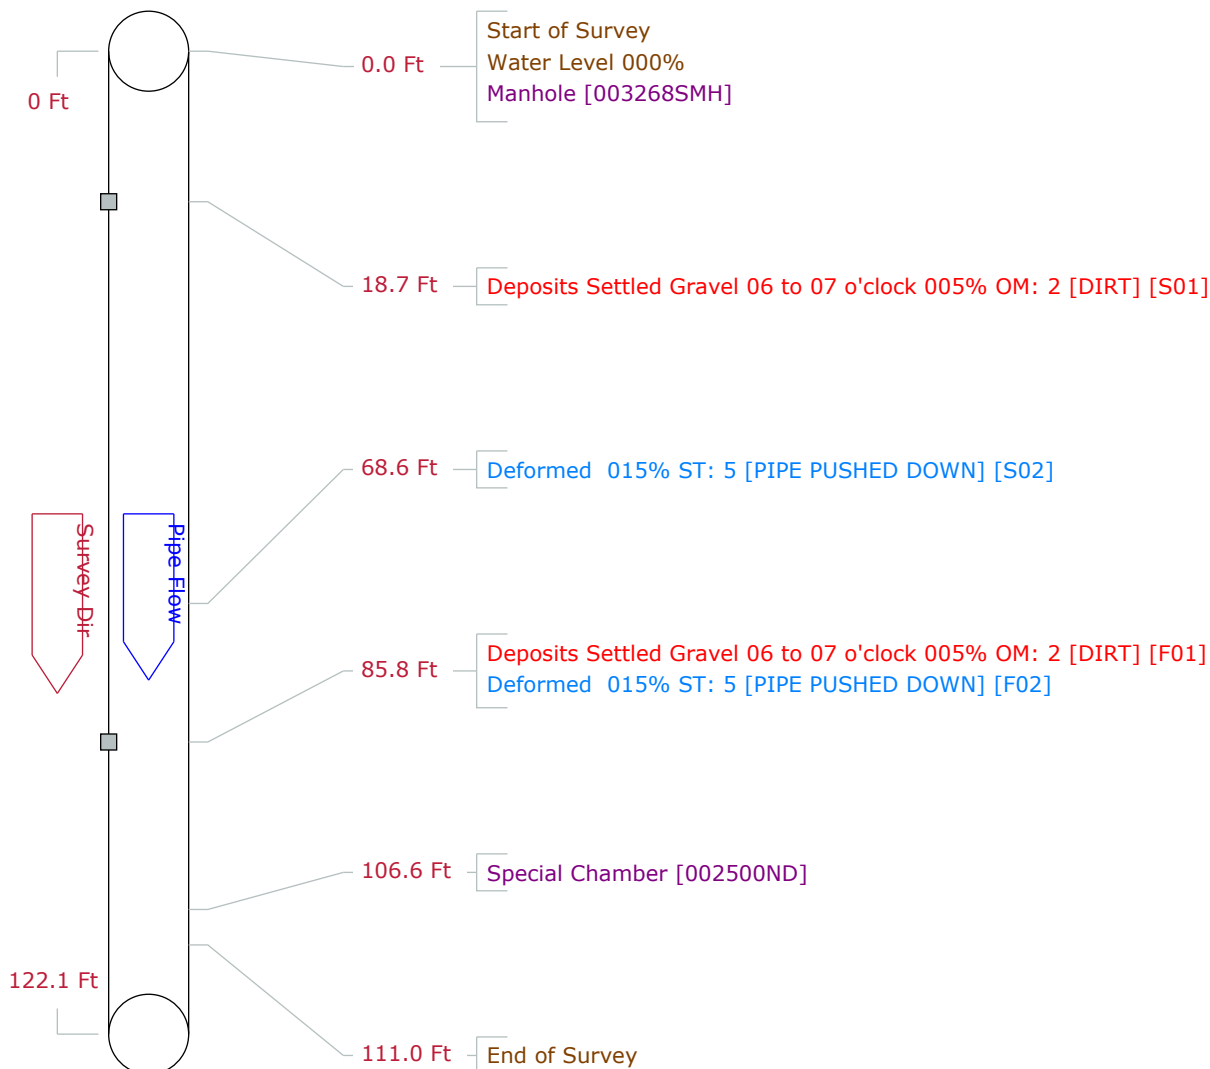 Start of Survey
0.0 Ft
Water Level 000%
0 Ft
Manhole [003268SMH]
18.7 Ft
Deposits Settled Gravel 06 to 07 o'clock 005% OM: 2 [DIRT] [S01]
68.6 Ft
Deformed  015% ST: 5 [PIPE PUSHED DOWN] [S02]
Survey Dir
Pipe Flow
85.8 Ft
Deposits Settled Gravel 06 to 07 o'clock 005% OM: 2 [DIRT] [F01]
Deformed  015% ST: 5 [PIPE PUSHED DOWN] [F02]
106.6 Ft
Special Chamber [002500ND]
122.1 Ft
111.0 Ft
End of Survey